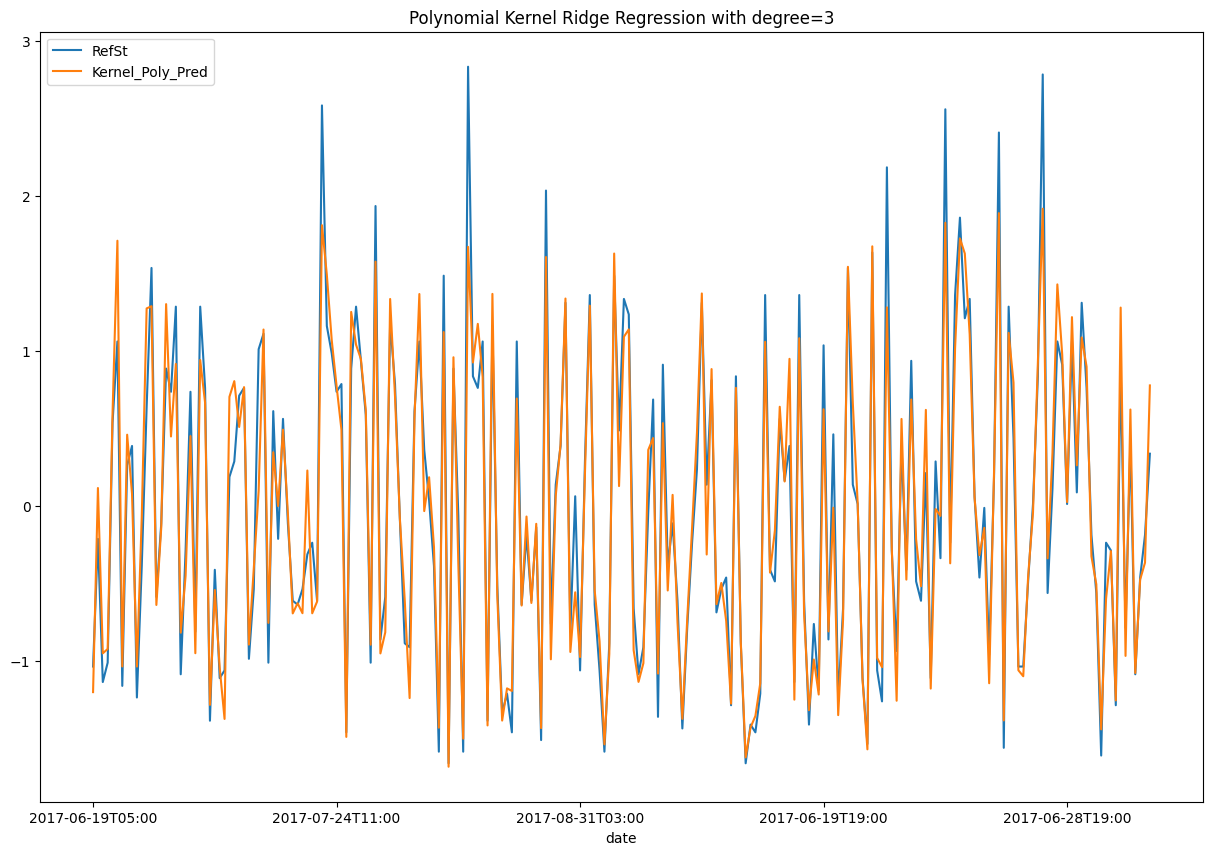 Polynomial Kernel Ridge Regression with degree=3
RefSt
Kernel_Poly_Pred
3
2
1
0
−1
2017-06-19T05:00 2017-07-24T11:00 2017-08-31T03:00 2017-06-19T19:00 2017-06-28T19:00
date